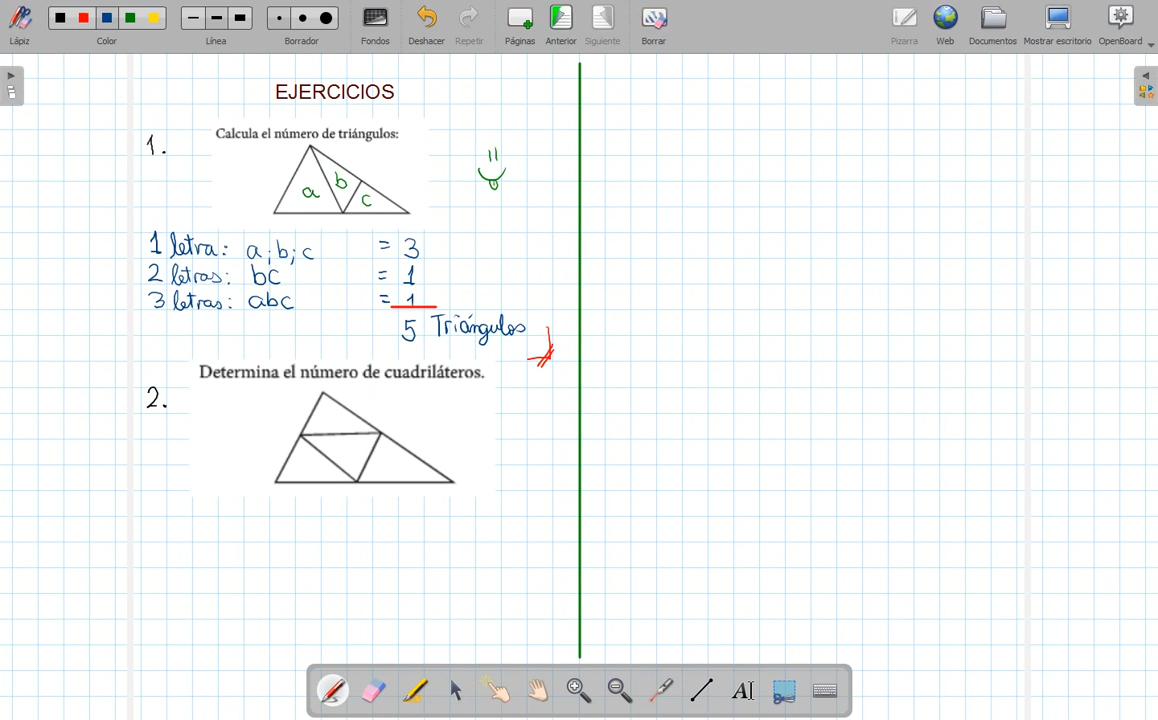 Lápiz Color Línea Borrador Fondos Deshacer Repetir Páginas Anterior Siguiente Borrar Pizarra Web Documentos Mostrar escritorio OpenBoard
EJERCICIOS
1.
Calcula el número de triángulos:
a b c
1 letra: a; b; c = 3
2 letras: bc = 1
3 letras: abc = 1
5 Triángulos
2.
Determina el número de cuadriláteros.